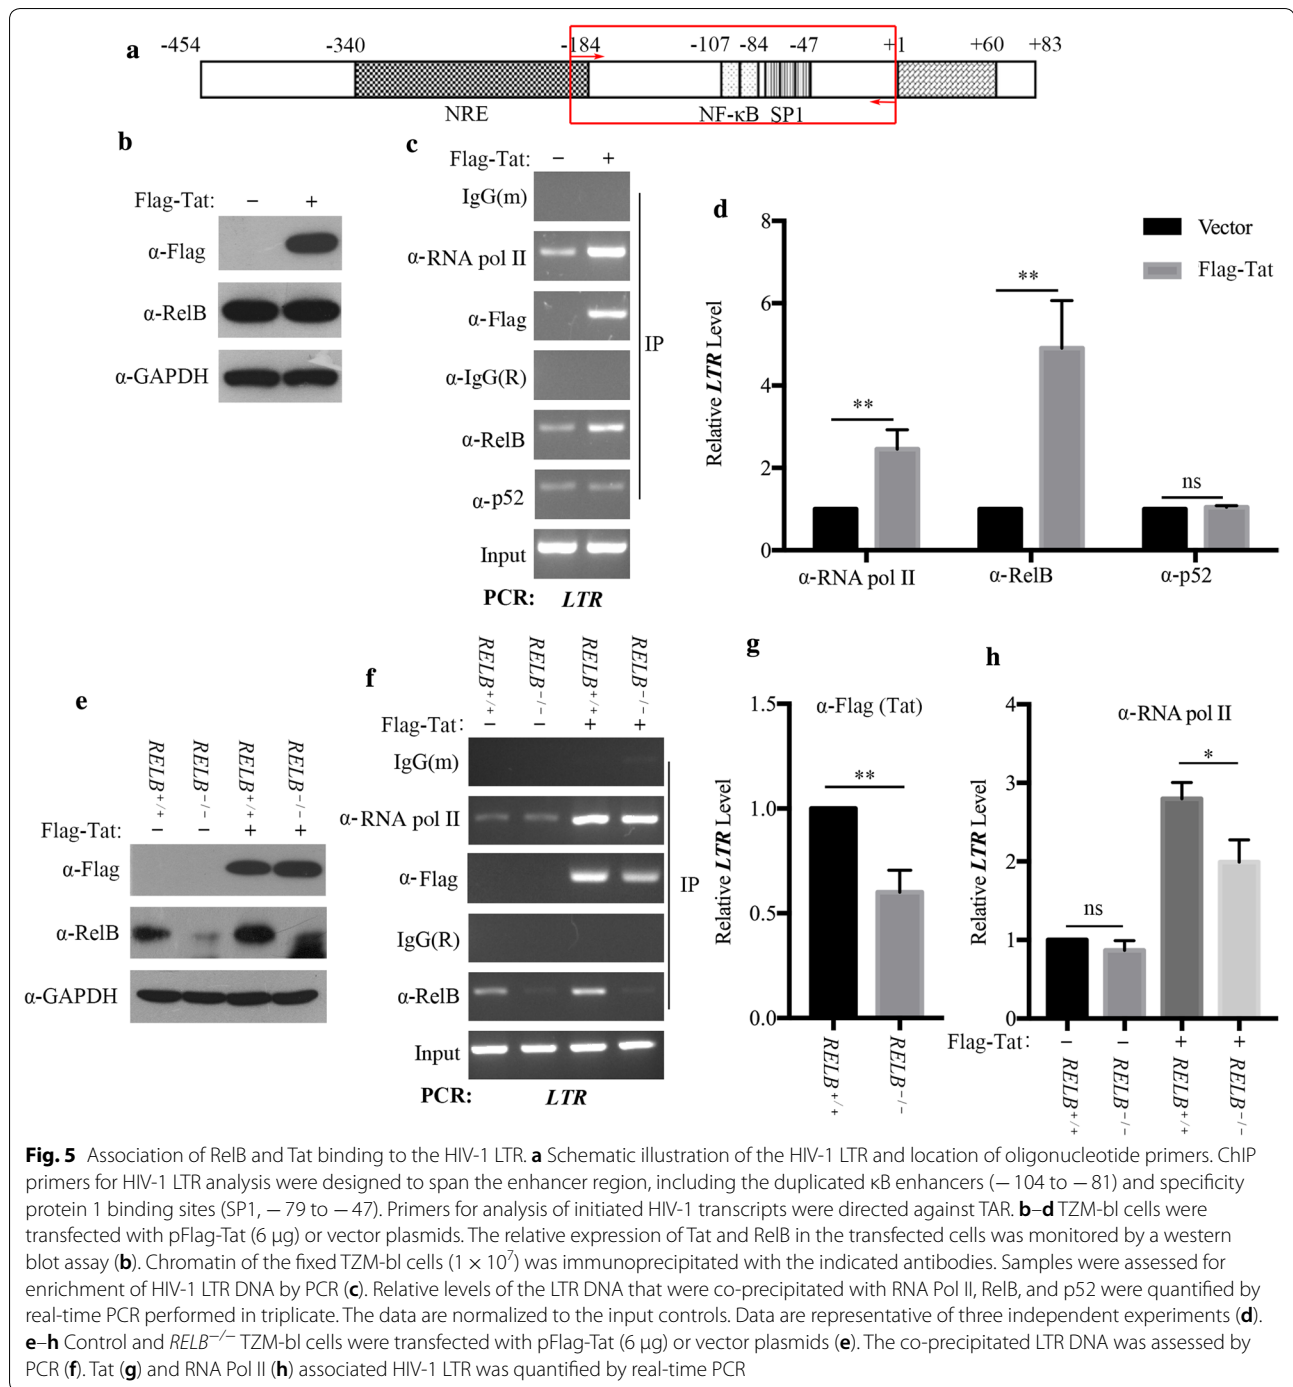 a
-454 -340 -184 -107 -84 -47 +1 +60 +83
NRE NF-κB SP1
b
Flag-Tat: − +
α-Flag
α-RelB
α-GAPDH
c
Flag-Tat: − +
IgG(m)
α-RNA pol II
α-Flag
α-IgG(R)
α-RelB
α-p52
Input
IP
PCR: LTR
d
Relative LTR Level
8
6
4
2
0
Vector
Flag-Tat
** ** ns
α-RNA pol II α-RelB α-p52
e
RELB+/+ RELB−/− RELB+/+ RELB−/−
Flag-Tat: − − + +
α-Flag
α-RelB
α-GAPDH
f
RELB+/+ RELB−/− RELB+/+ RELB−/−
Flag-Tat: − − + +
IgG(m)
α-RNA pol II
α-Flag
IgG(R)
α-RelB
Input
IP
PCR: LTR
g
α-Flag (Tat)
Relative LTR Level
1.5
1.0
0.5
0.0
**
RELB+/+ RELB−/−
h
α-RNA pol II
Relative LTR Level
4
3
2
1
0
ns *
Flag-Tat: − − + +
RELB+/+ RELB−/− RELB+/+ RELB−/−
Fig. 5 Association of RelB and Tat binding to the HIV-1 LTR. a Schematic illustration of the HIV-1 LTR and location of oligonucleotide primers. ChIP
primers for HIV-1 LTR analysis were designed to span the enhancer region, including the duplicated κB enhancers (− 104 to − 81) and specificity
protein 1 binding sites (SP1, − 79 to − 47). Primers for analysis of initiated HIV-1 transcripts were directed against TAR. b–d TZM-bl cells were
transfected with pFlag-Tat (6 μg) or vector plasmids. The relative expression of Tat and RelB in the transfected cells was monitored by a western
blot assay (b). Chromatin of the fixed TZM-bl cells (1 × 10⁷) was immunoprecipitated with the indicated antibodies. Samples were assessed for
enrichment of HIV-1 LTR DNA by PCR (c). Relative levels of the LTR DNA that were co-precipitated with RNA Pol II, RelB, and p52 were quantified by
real-time PCR performed in triplicate. The data are normalized to the input controls. Data are representative of three independent experiments (d).
e–h Control and RELB−/− TZM-bl cells were transfected with pFlag-Tat (6 μg) or vector plasmids (e). The co-precipitated LTR DNA was assessed by
PCR (f). Tat (g) and RNA Pol II (h) associated HIV-1 LTR was quantified by real-time PCR